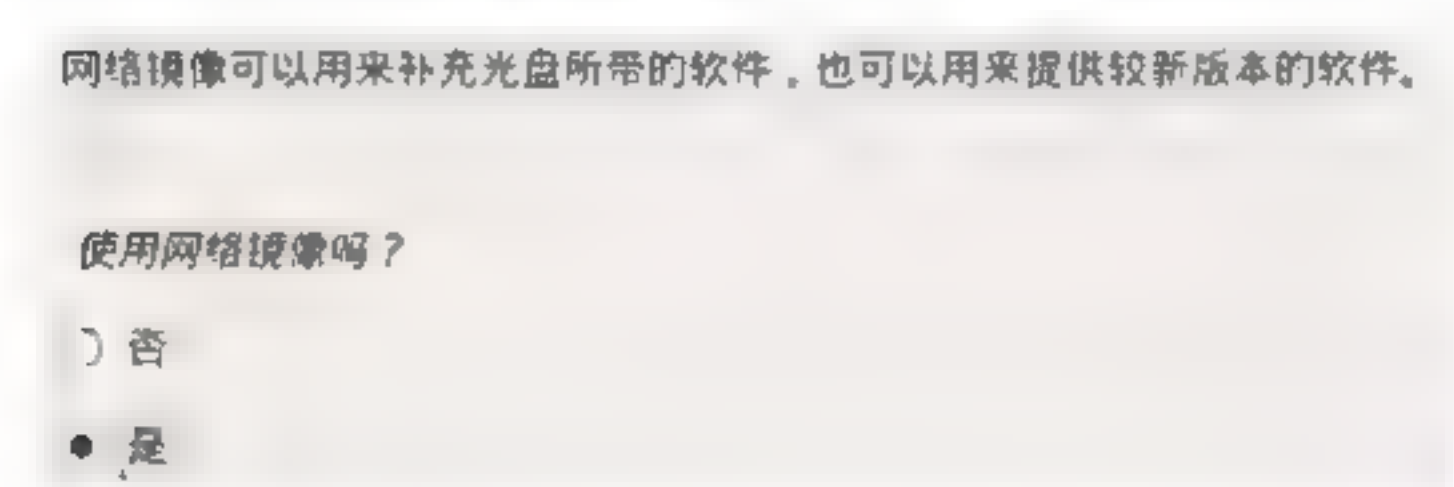 网络镜像可以用来补充光盘所带的软件，也可以用来提供较新版本的软件。
使用网络镜像吗？
否
是